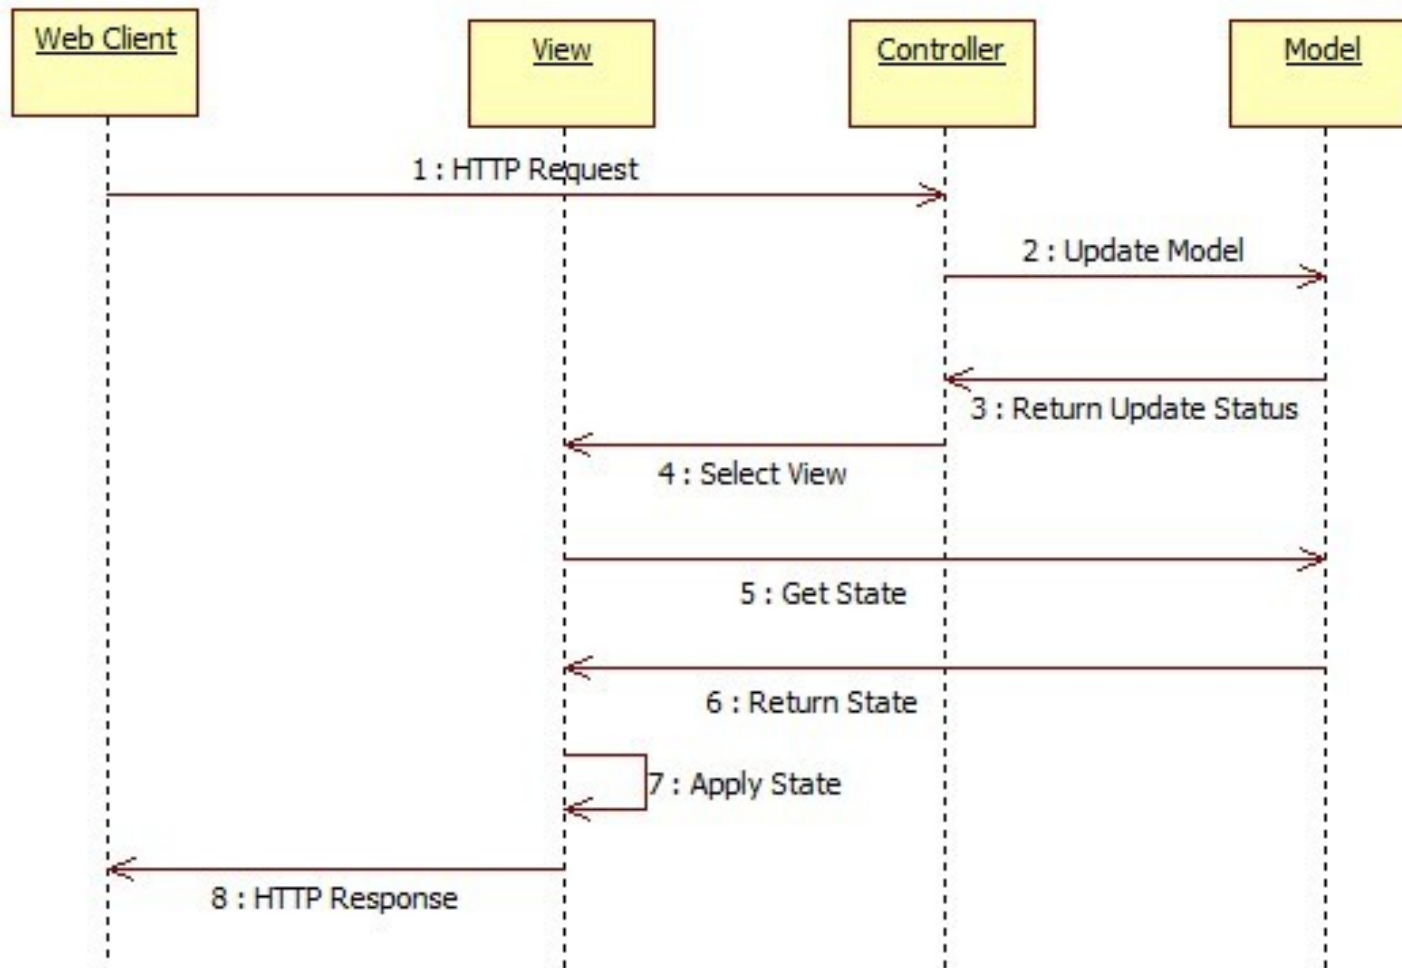 Web Client
View
Controller
Model
1 : HTTP Request
2 : Update Model
3 : Return Update Status
4 : Select View
5 : Get State
6 : Return State
7 : Apply State
8 : HTTP Response